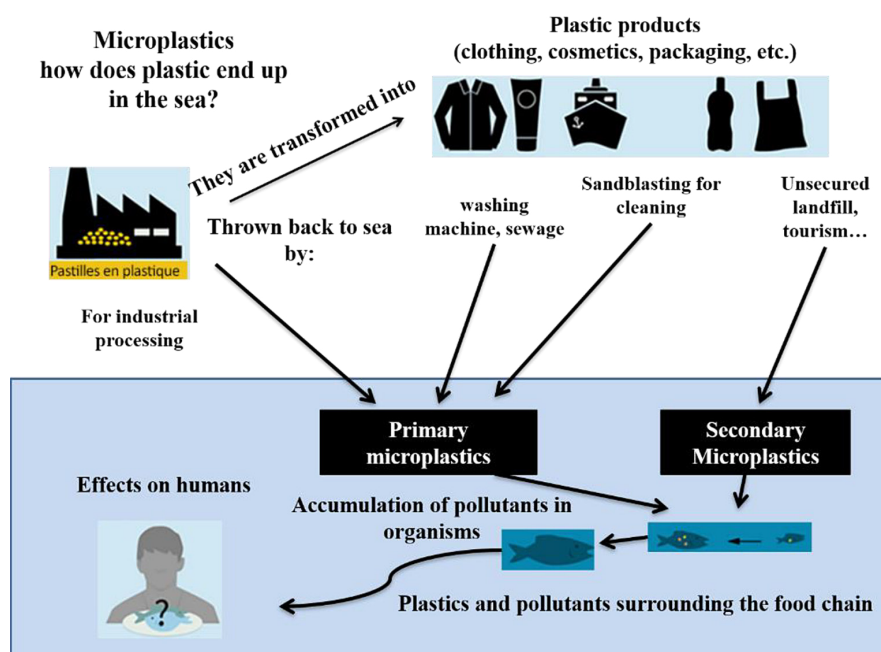 Microplastics
how does plastic end up
in the sea?
Plastic products
(clothing, cosmetics, packaging, etc.)
They are transformed into
Pastilles en plastique
For industrial
processing
Thrown back to sea
by:
washing
machine, sewage
Sandblasting for
cleaning
Unsecured
landfill,
tourism…
Primary
microplastics
Secondary
Microplastics
Effects on humans
?
Accumulation of pollutants in
organisms
Plastics and pollutants surrounding the food chain